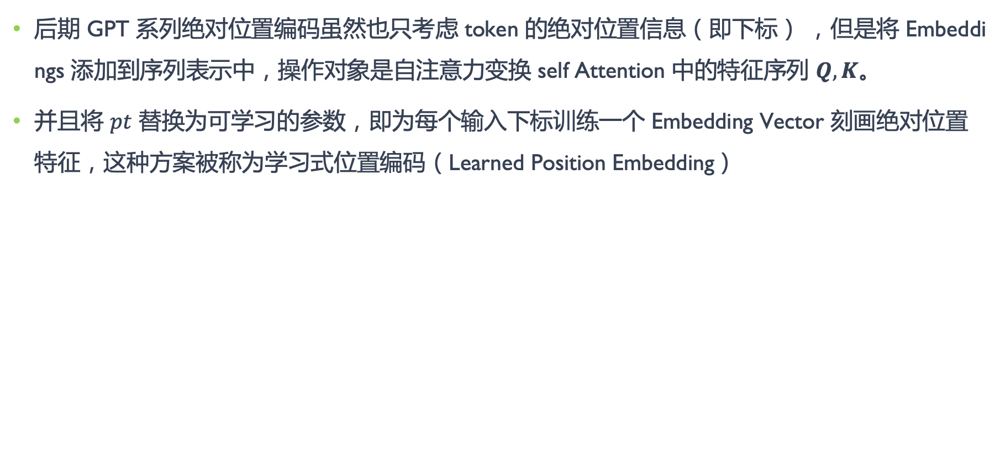 • 后期 GPT 系列绝对位置编码虽然也只考虑 token 的绝对位置信息（即下标），但是将 Embeddi
ngs 添加到序列表示中，操作对象是自注意力变换 self Attention 中的特征序列 Q, K。
• 并且将 pt 替换为可学习的参数，即为每个输入下标训练一个 Embedding Vector 刻画绝对位置
特征，这种方案被称为学习式位置编码（Learned Position Embedding）